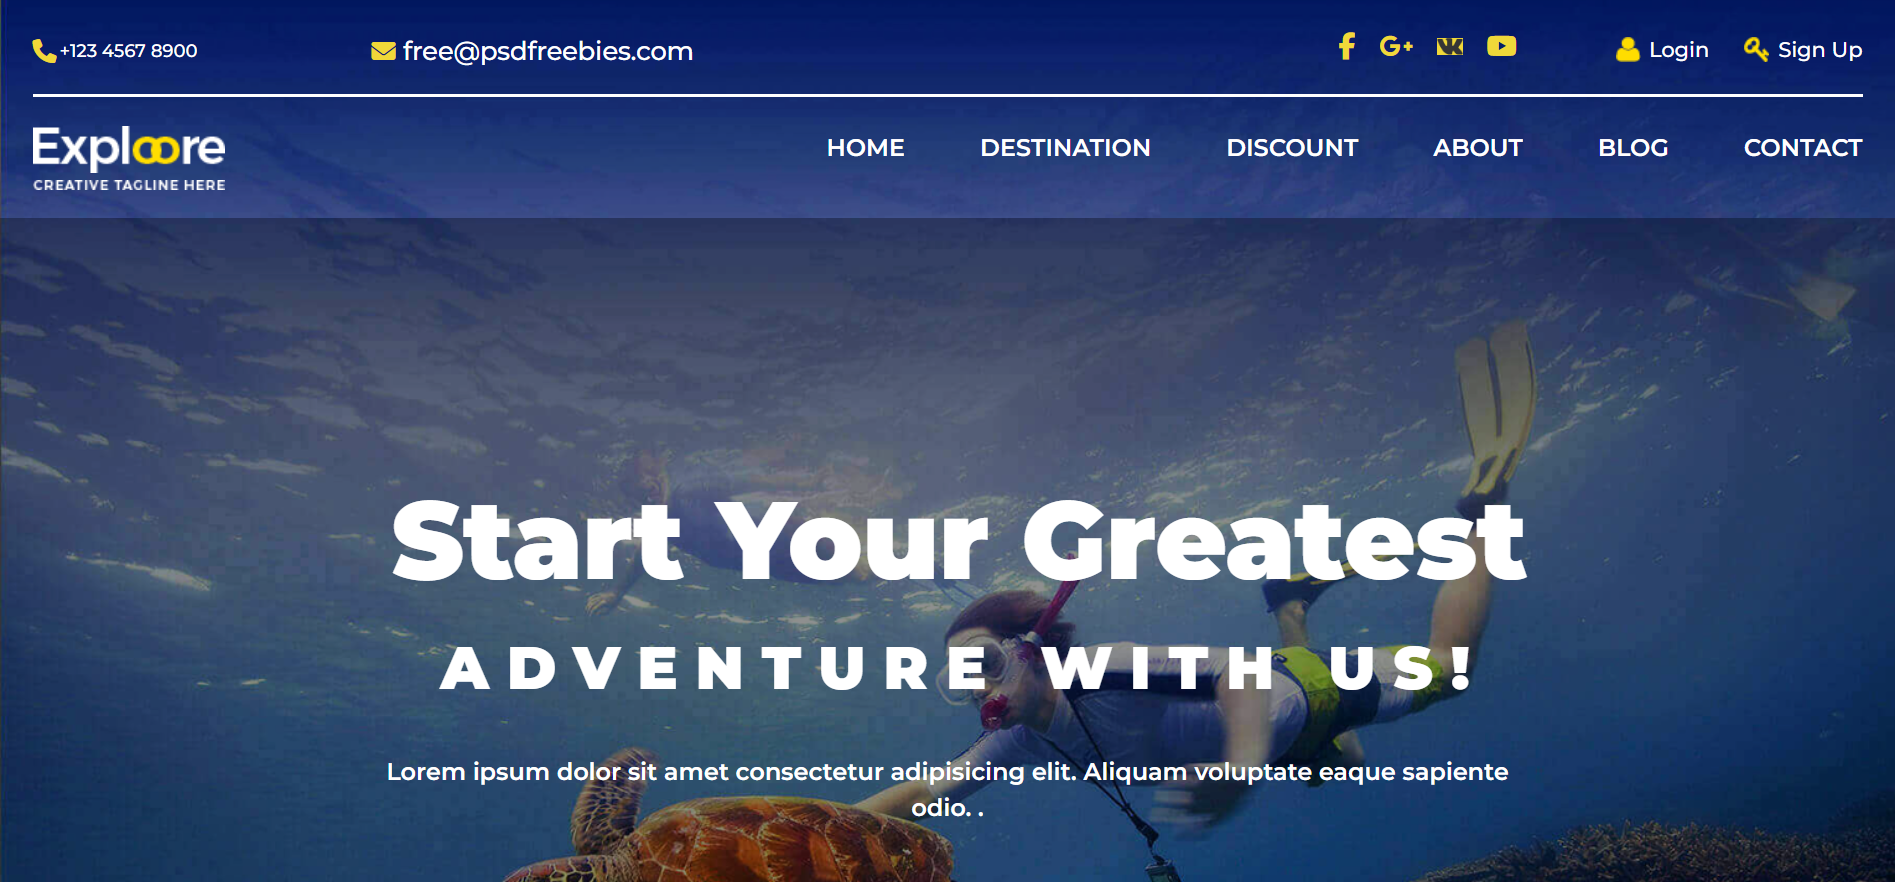 +123 4567 8900
free@psdfreebies.com
Login
Sign Up
Exploore
CREATIVE TAGLINE HERE
HOME
DESTINATION
DISCOUNT
ABOUT
BLOG
CONTACT
Start Your Greatest
ADVENTURE WITH US!
Lorem ipsum dolor sit amet consectetur adipisicing elit. Aliquam voluptate eaque sapiente
odio. .